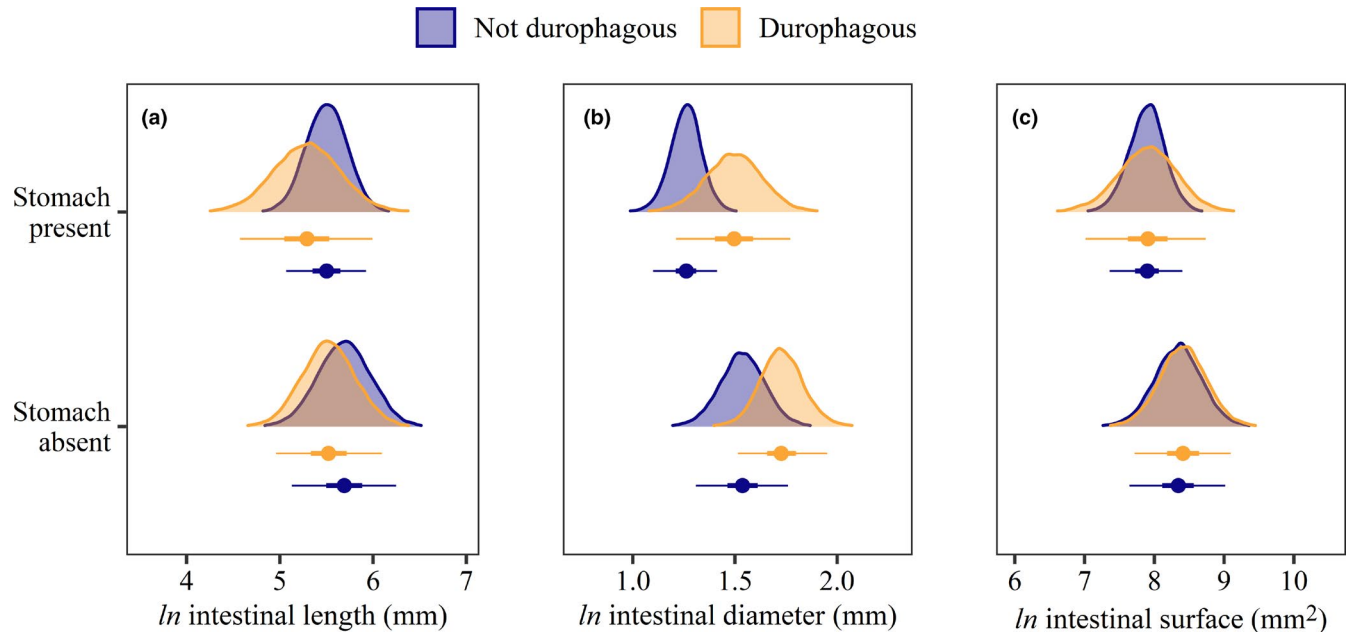 Not durophagous Durophagous
(a) (b) (c)
Stomach
present
Stomach
absent
4 5 6 7 1.0 1.5 2.0 6 7 8 9 10
ln intestinal length (mm) ln intestinal diameter (mm) ln intestinal surface (mm²)